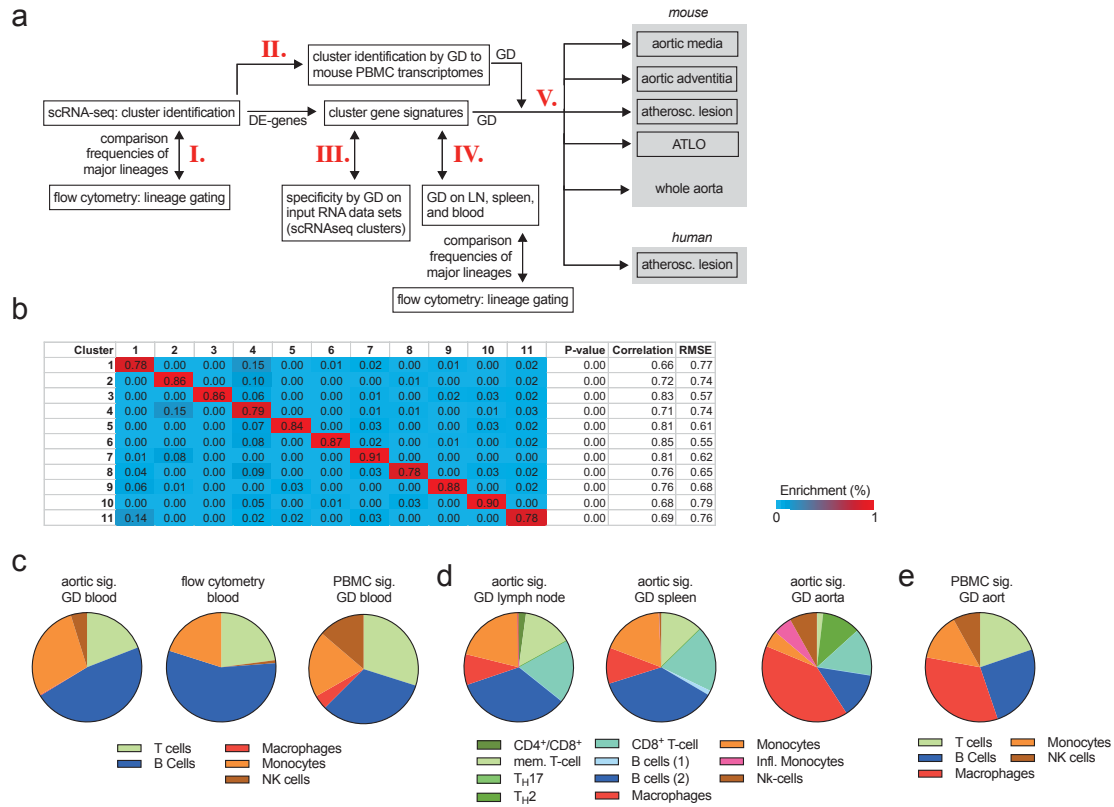 a
mouse
II.
cluster identification by GD to
mouse PBMC transcriptomes
GD
V.
aortic media
aortic adventitia
scRNA-seq: cluster identification
DE-genes
cluster gene signatures
GD
atherosc. lesion
comparison
frequencies of
major lineages
I.
III.
IV.
ATLO
flow cytometry: lineage gating
specificity by GD on
input RNA data sets
(scRNAseq clusters)
GD on LN, spleen,
and blood
whole aorta
comparison
frequencies of
major lineages
human
atherosc. lesion
flow cytometry: lineage gating
b
Cluster 1 2 3 4 5 6 7 8 9 10 11 P-value Correlation RMSE
1 0.78 0.00 0.00 0.15 0.00 0.01 0.02 0.00 0.01 0.00 0.02 0.00 0.66 0.77
2 0.00 0.86 0.00 0.10 0.00 0.00 0.00 0.01 0.00 0.00 0.02 0.00 0.72 0.74
3 0.00 0.00 0.86 0.06 0.00 0.01 0.00 0.01 0.02 0.03 0.02 0.00 0.83 0.57
4 0.00 0.15 0.00 0.79 0.00 0.00 0.01 0.01 0.00 0.01 0.03 0.00 0.71 0.74
5 0.00 0.00 0.00 0.07 0.84 0.00 0.03 0.00 0.00 0.03 0.02 0.00 0.81 0.61
6 0.00 0.00 0.00 0.08 0.00 0.87 0.02 0.00 0.01 0.00 0.02 0.00 0.85 0.55
7 0.01 0.08 0.00 0.00 0.00 0.00 0.91 0.00 0.00 0.00 0.00 0.00 0.81 0.62
8 0.04 0.00 0.00 0.09 0.00 0.00 0.03 0.78 0.00 0.03 0.02 0.00 0.76 0.65
9 0.06 0.01 0.00 0.00 0.03 0.00 0.00 0.00 0.88 0.00 0.02 0.00 0.76 0.68
10 0.00 0.00 0.00 0.05 0.00 0.01 0.00 0.03 0.00 0.90 0.00 0.00 0.68 0.79
11 0.14 0.00 0.00 0.02 0.02 0.00 0.03 0.00 0.00 0.00 0.78 0.00 0.69 0.76
Enrichment (%)
0 1
c
aortic sig.
GD blood
flow cytometry
blood
PBMC sig.
GD blood
T cells
B Cells
Macrophages
Monocytes
NK cells
d
aortic sig.
GD lymph node
aortic sig.
GD spleen
aortic sig.
GD aorta
CD4+/CD8+
mem. T-cell
TH17
TH2
CD8+ T-cell
B cells (1)
B cells (2)
Macrophages
Monocytes
Infl. Monocytes
Nk-cells
e
PBMC sig.
GD aort
T cells
B Cells
Macrophages
Monocytes
NK cells